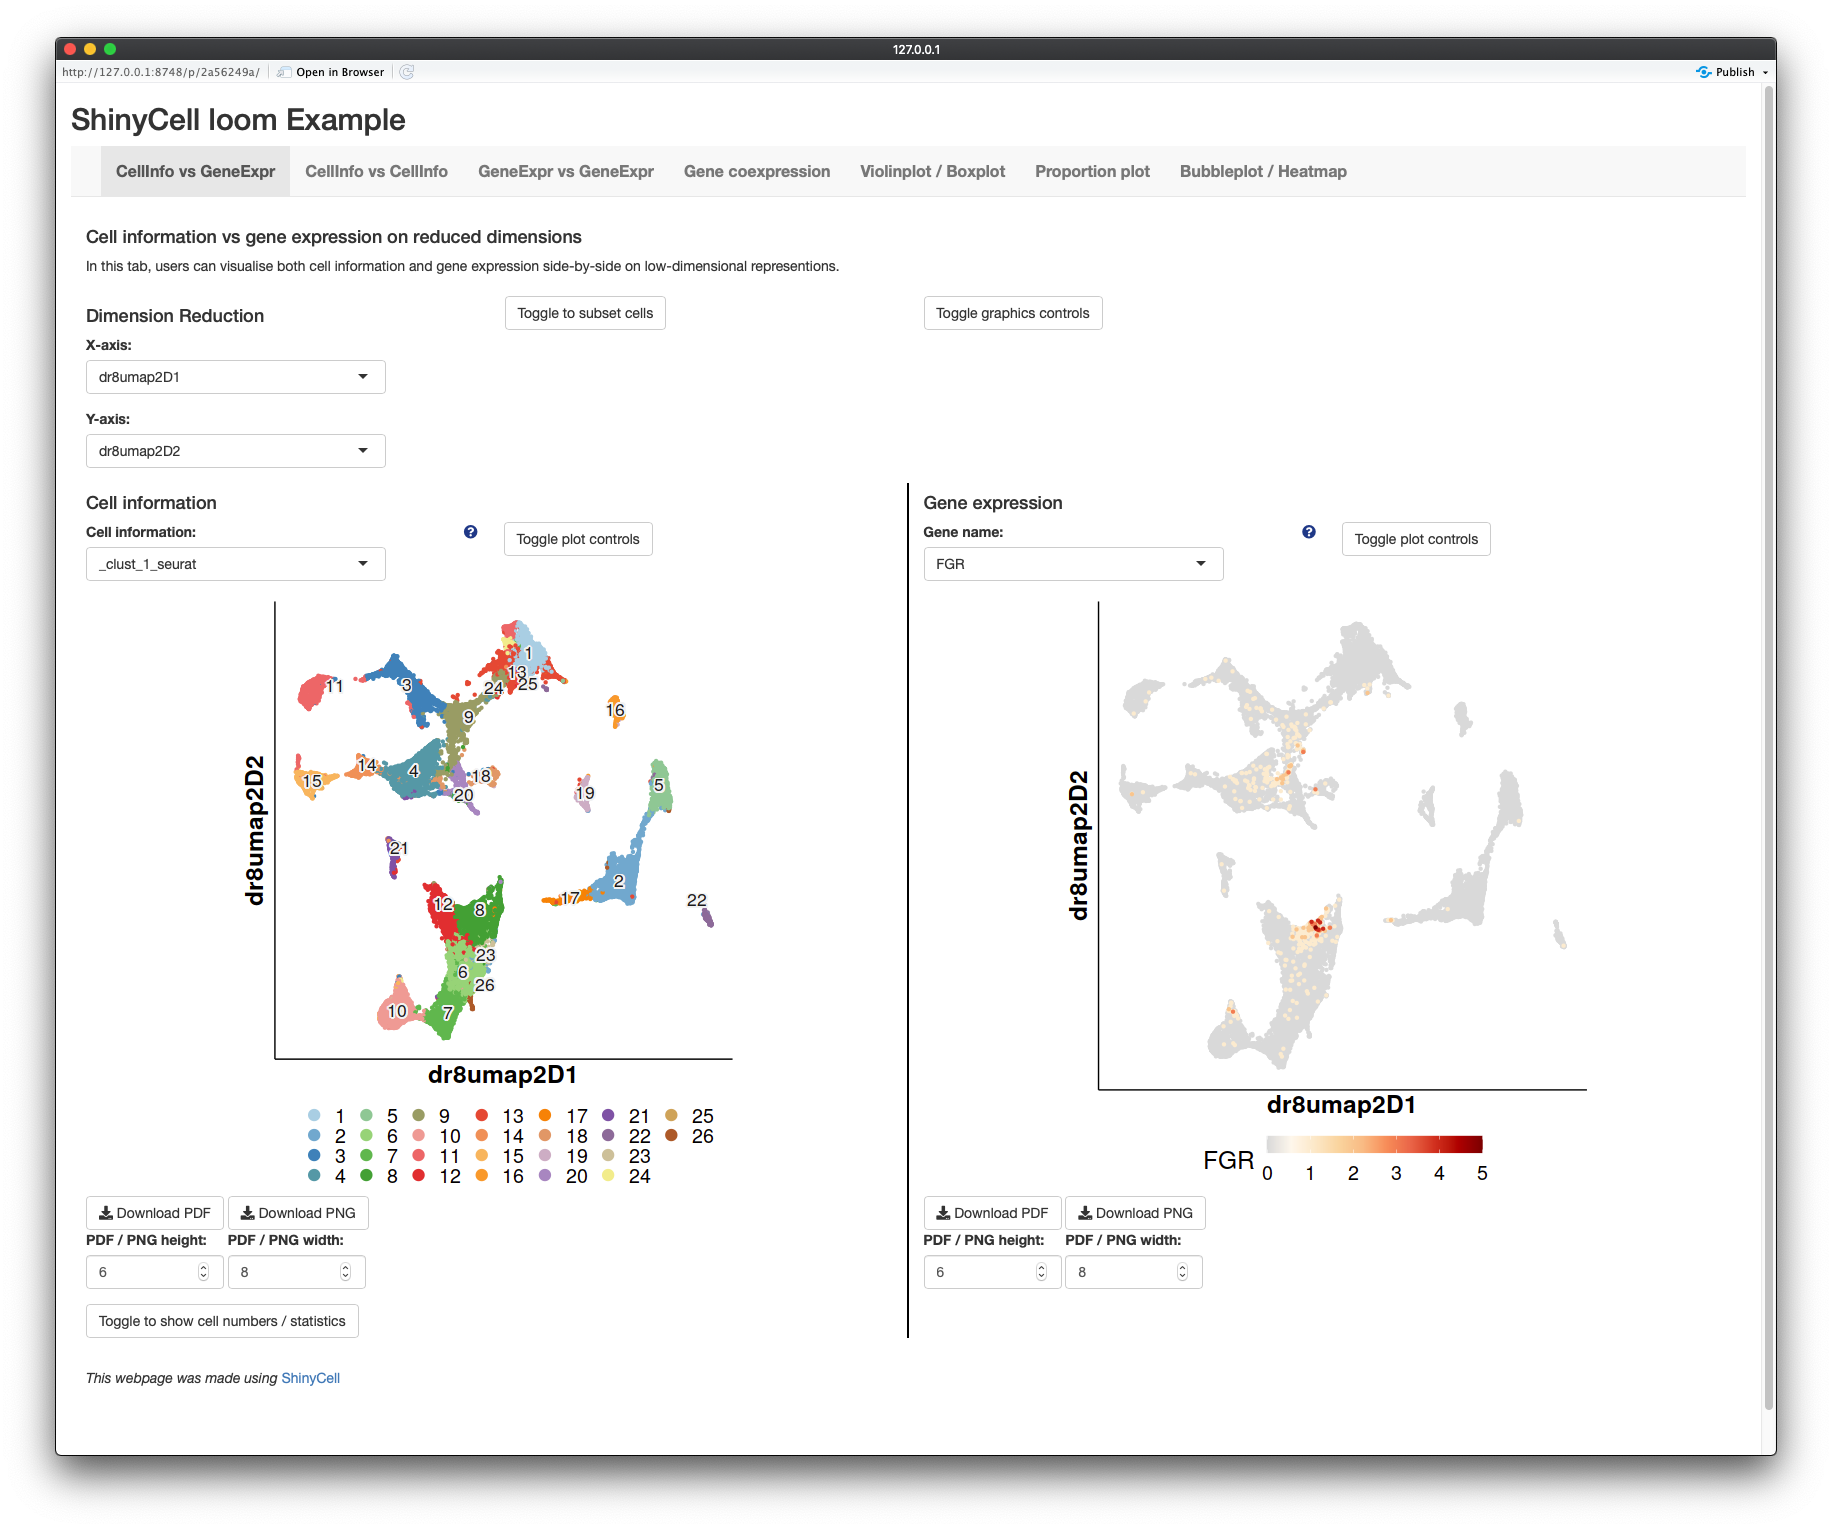 127.0.0.1
http://127.0.0.1:8748/p/2a56249a/ Open in Browser Publish
ShinyCell loom Example
CellInfo vs GeneExpr CellInfo vs CellInfo GeneExpr vs GeneExpr Gene coexpression Violinplot / Boxplot Proportion plot Bubbleplot / Heatmap
Cell information vs gene expression on reduced dimensions
In this tab, users can visualise both cell information and gene expression side-by-side on low-dimensional representions.
Dimension Reduction Toggle to subset cells Toggle graphics controls
X-axis:
dr8umap2D1
Y-axis:
dr8umap2D2
Cell information
Cell information: ? Toggle plot controls
_clust_1_seurat
1
13
11 3 24 25
16
9
14 4 18
15 5
20 19
21
2
17 22
12 8
23
6
26
10 7
dr8umap2D2
dr8umap2D1
1 5 9 13 17 21 25
2 6 10 14 18 22 26
3 7 11 15 19 23
4 8 12 16 20 24
Download PDF Download PNG
PDF / PNG height: PDF / PNG width:
6 8
Toggle to show cell numbers / statistics
Gene expression
Gene name: ? Toggle plot controls
FGR
dr8umap2D2
dr8umap2D1
FGR 0 1 2 3 4 5
Download PDF Download PNG
PDF / PNG height: PDF / PNG width:
6 8
This webpage was made using ShinyCell